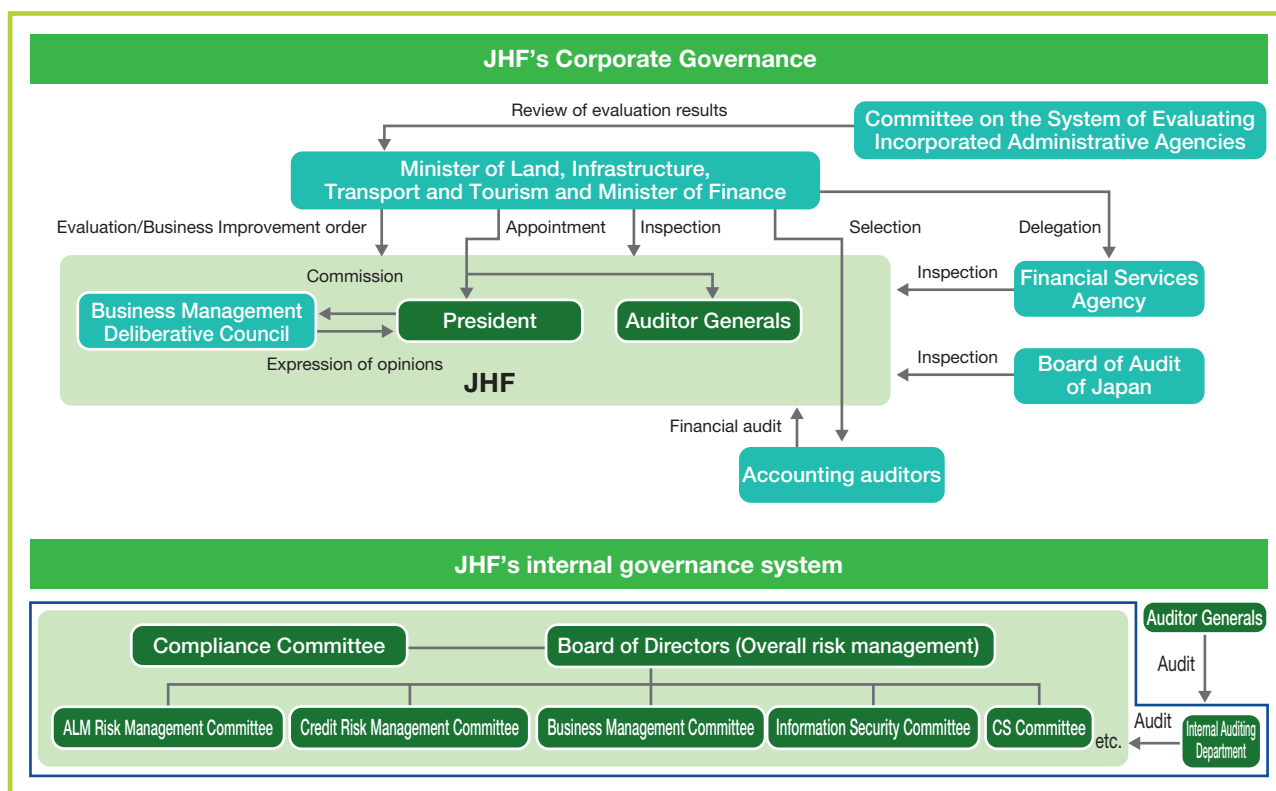 JHF's Corporate Governance
Review of evaluation results
Committee on the System of Evaluating
Incorporated Administrative Agencies
Minister of Land, Infrastructure,
Transport and Tourism and Minister of Finance
Evaluation/Business Improvement order
Appointment
Inspection
Selection
Delegation
Commission
Business Management
Deliberative Council
President
Auditor Generals
Inspection
Financial Services
Agency
Expression of opinions
JHF
Inspection
Board of Audit
of Japan
Financial audit
Accounting auditors
JHF's internal governance system
Compliance Committee
Board of Directors (Overall risk management)
Auditor Generals
Audit
ALM Risk Management Committee
Credit Risk Management Committee
Business Management Committee
Information Security Committee
CS Committee
etc.
Audit
Internal Auditing
Department